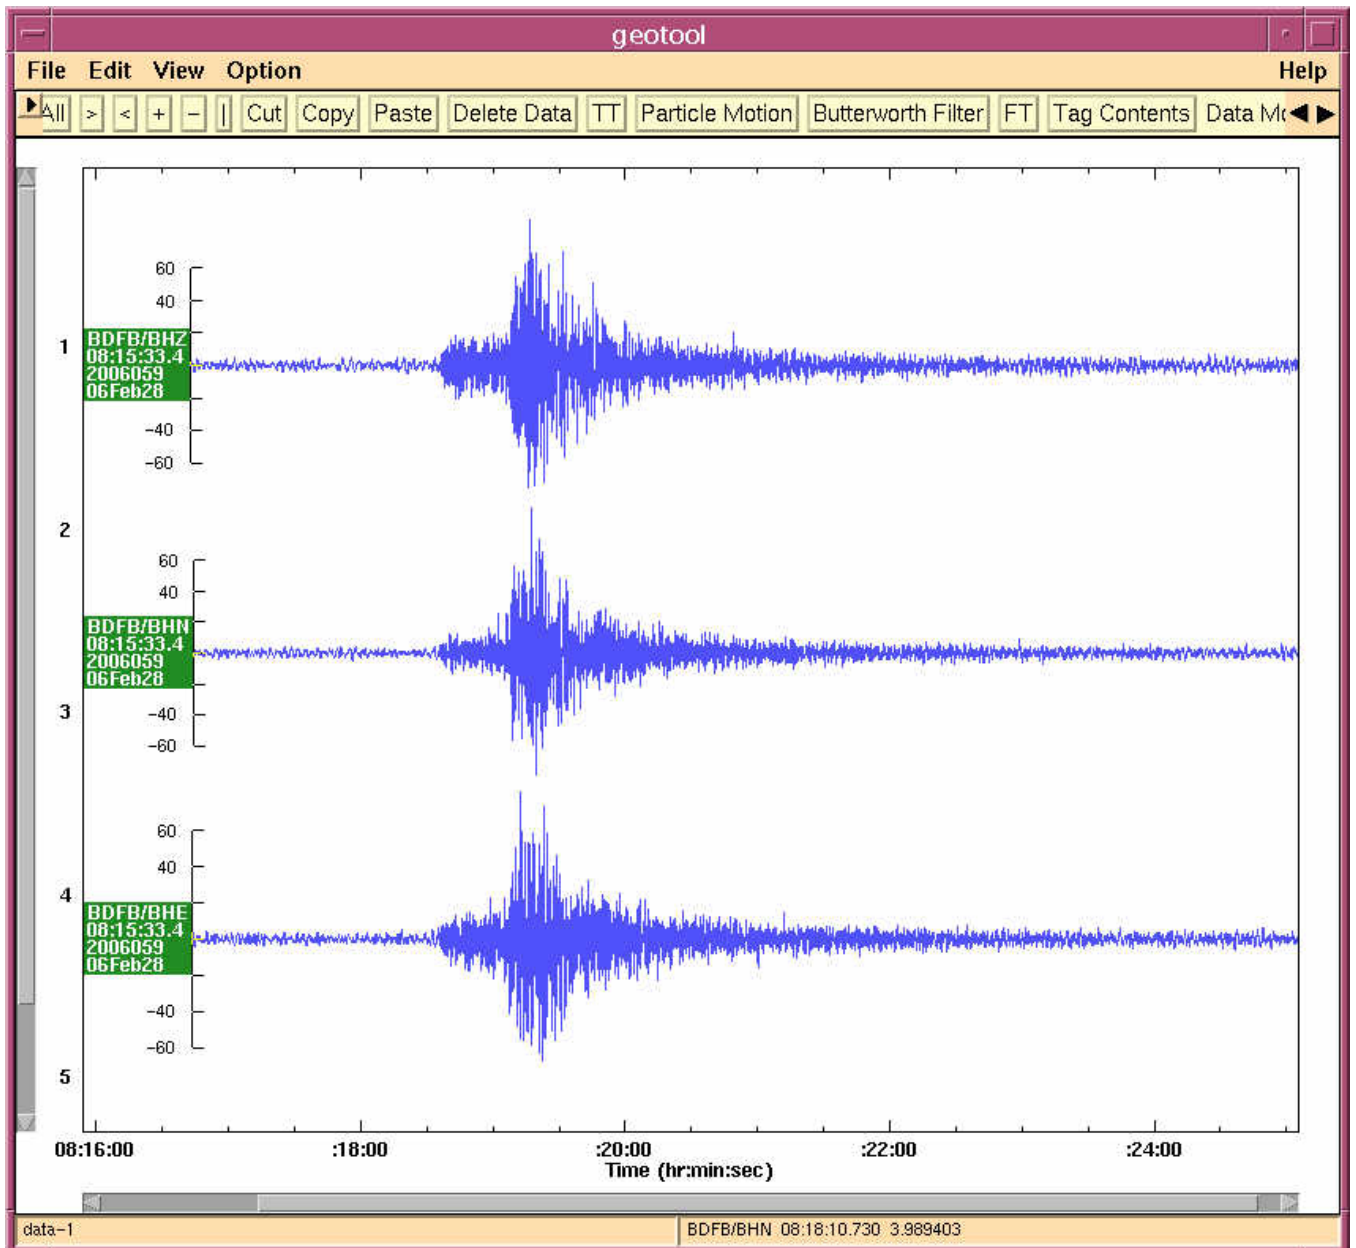 geotool
File Edit View Option Help
All > < + - | Cut Copy Paste Delete Data TT Particle Motion Butterworth Filter FT Tag Contents Data
60
40
1
BDFB/BHZ
08:15:33.4
2006059
06Feb28
-40
-60
2
60
40
BDFB/BHN
08:15:33.4
2006059
06Feb28
3
-40
-60
60
40
4
BDFB/BHE
08:15:33.4
2006059
06Feb28
-40
-60
5
08:16:00 :18:00 :20:00 :22:00 :24:00
Time (hr:min:sec)
data-1 BDFB/BHN 08:18:10.730 3.989403